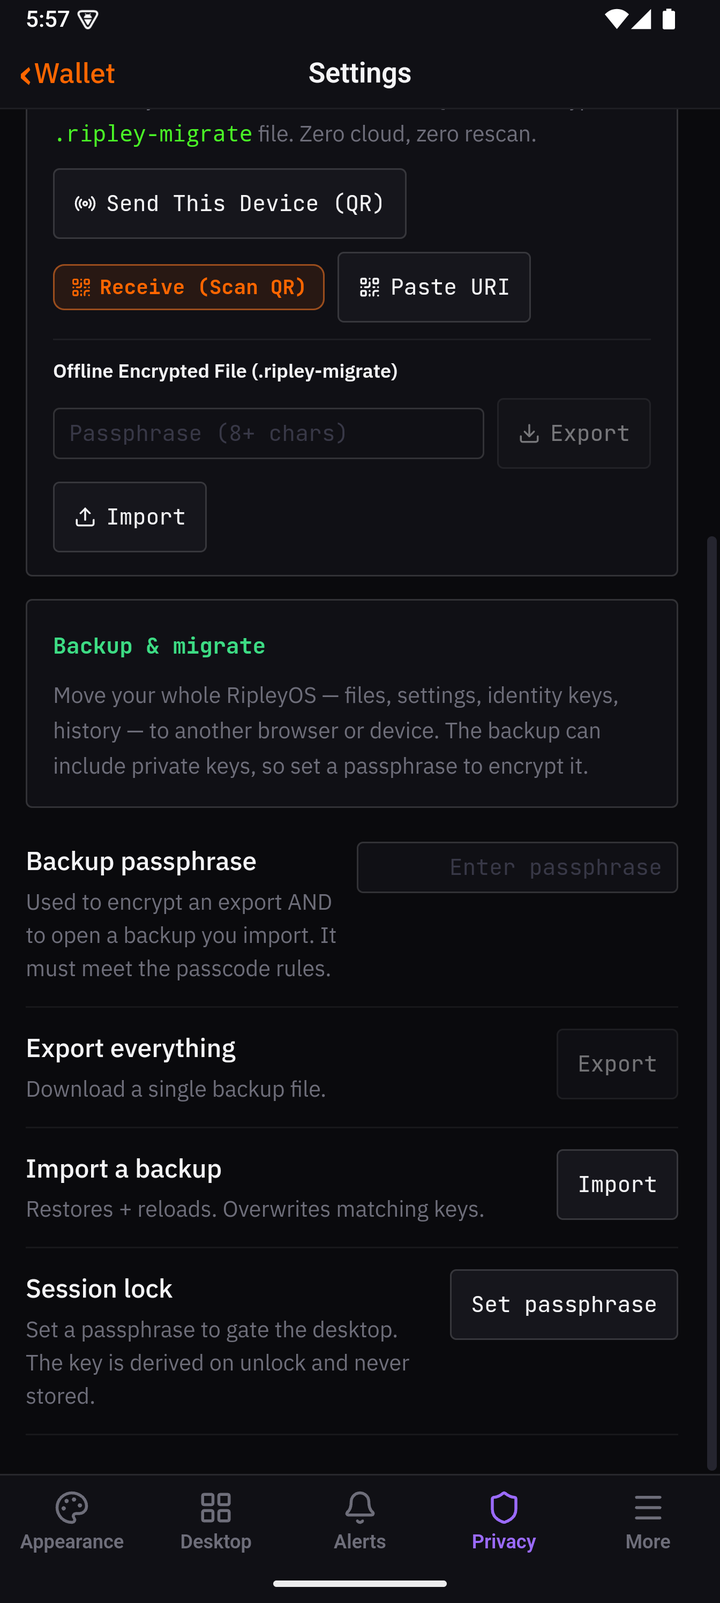 5:57
Wallet
Settings
.ripley-migrate file. Zero cloud, zero rescan.
Send This Device (QR)
Receive (Scan QR)
Paste URI
Offline Encrypted File (.ripley-migrate)
Passphrase (8+ chars)
Export
Import
Backup & migrate
Move your whole RipleyOS — files, settings, identity keys,
history — to another browser or device. The backup can
include private keys, so set a passphrase to encrypt it.
Backup passphrase
Enter passphrase
Used to encrypt an export AND
to open a backup you import. It
must meet the passcode rules.
Export everything
Export
Download a single backup file.
Import a backup
Import
Restores + reloads. Overwrites matching keys.
Session lock
Set passphrase
Set a passphrase to gate the desktop.
The key is derived on unlock and never
stored.
Appearance
Desktop
Alerts
Privacy
More